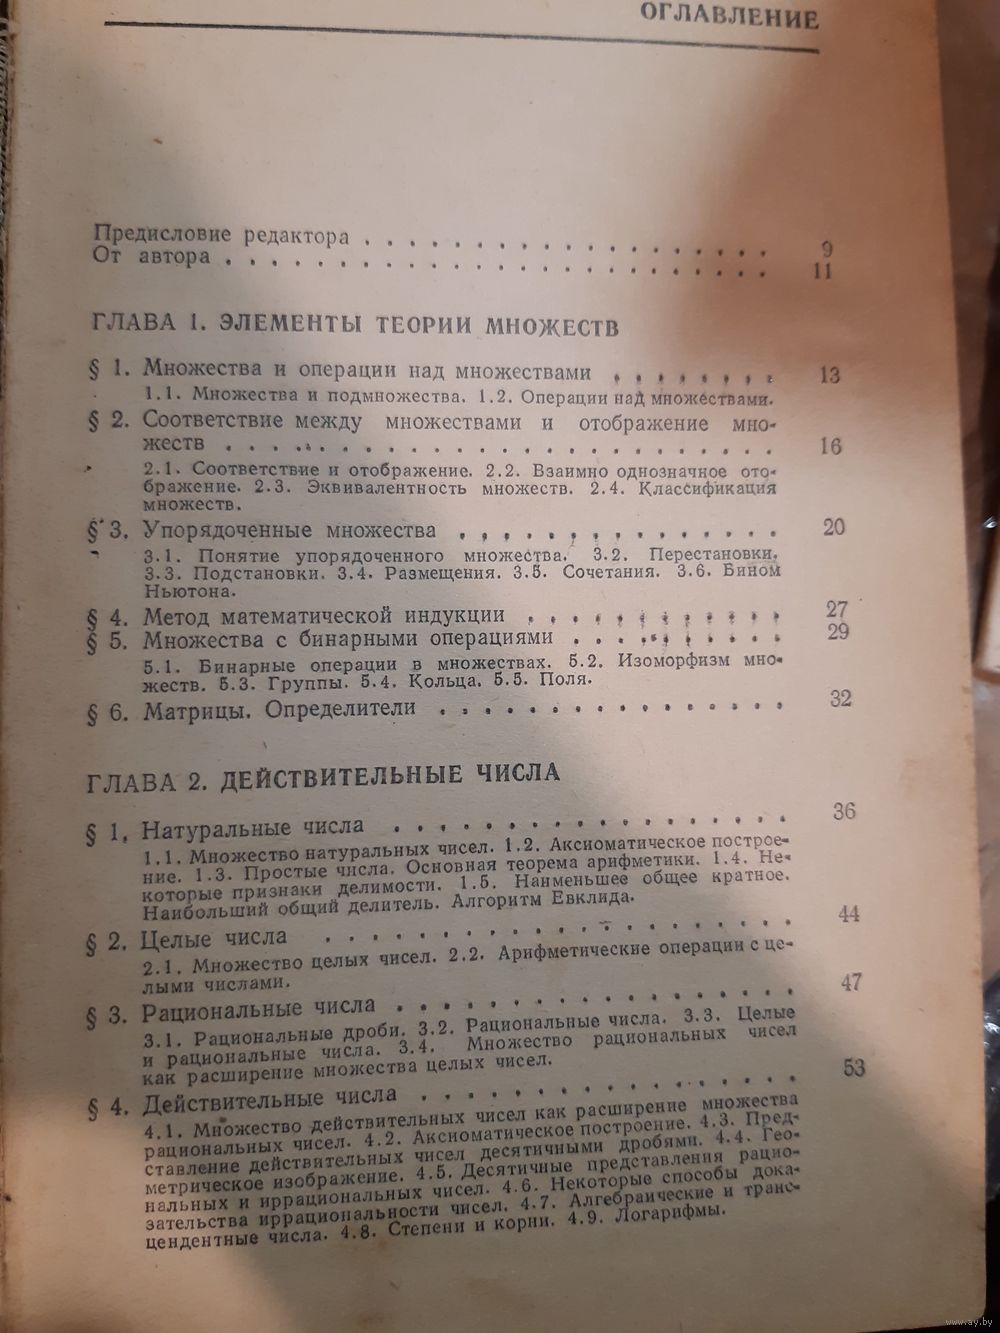 ОГЛАВЛЕНИЕ
Предисловие редактора . . . . . . . . . . . . . . 9
От автора . . . . . . . . . . . . . . . . . . 11
ГЛАВА 1. ЭЛЕМЕНТЫ ТЕОРИИ МНОЖЕСТВ
§ 1. Множества и операции над множествами . . . . . . . . 13
1.1. Множества и подмножества. 1.2. Операции над множествами.
§ 2. Соответствие между множествами и отображение мно-
жеств . . . . . . . . . . . . . . . . . . 16
2.1. Соответствие и отображение. 2.2. Взаимно однозначное ото-
бражение. 2.3. Эквивалентность множеств. 2.4. Классификация
множеств.
§ 3. Упорядоченные множества . . . . . . . . . . . . . 20
3.1. Понятие упорядоченного множества. 3.2. Перестановки.
3.3. Подстановки. 3.4. Размещения. 3.5. Сочетания. 3.6. Бином
Ньютона.
§ 4. Метод математической индукции . . . . . . . . . . . 27
§ 5. Множества с бинарными операциями . . . . . . . . . 29
5.1. Бинарные операции в множествах. 5.2. Изоморфизм мно-
жеств. 5.3. Группы. 5.4. Кольца. 5.5. Поля.
§ 6. Матрицы. Определители . . . . . . . . . . . . . . 32
ГЛАВА 2. ДЕЙСТВИТЕЛЬНЫЕ ЧИСЛА
§ 1. Натуральные числа . . . . . . . . . . . . . . . . 36
1.1. Множество натуральных чисел. 1.2. Аксиоматическое построе-
ние. 1.3. Простые числа. Основная теорема арифметики. 1.4. Не-
которые признаки делимости. 1.5. Наименьшее общее кратное.
Наибольший общий делитель. Алгоритм Евклида.
§ 2. Целые числа . . . . . . . . . . . . . . . . . . 44
2.1. Множество целых чисел. 2.2. Арифметические операции с це-
лыми числами.
§ 3. Рациональные числа . . . . . . . . . . . . . . . . 47
3.1. Рациональные дроби. 3.2. Рациональные числа. 3.3. Целые
и рациональные числа. 3.4. Множество рациональных чисел
как расширение множества целых чисел.
§ 4. Действительные числа . . . . . . . . . . . . . . . 53
4.1. Множество действительных чисел как расширение множества
рациональных чисел. 4.2. Аксиоматическое построение. 4.3. Пред-
ставление действительных чисел десятичными дробями. 4.4. Гео-
метрическое изображение. 4.5. Десятичные представления рацио-
нальных и иррациональных чисел. 4.6. Некоторые способы дока-
зательства иррациональности чисел. 4.7. Алгебраические и транс-
цендентные числа. 4.8. Степени и корни. 4.9. Логарифмы.
www.ay.by